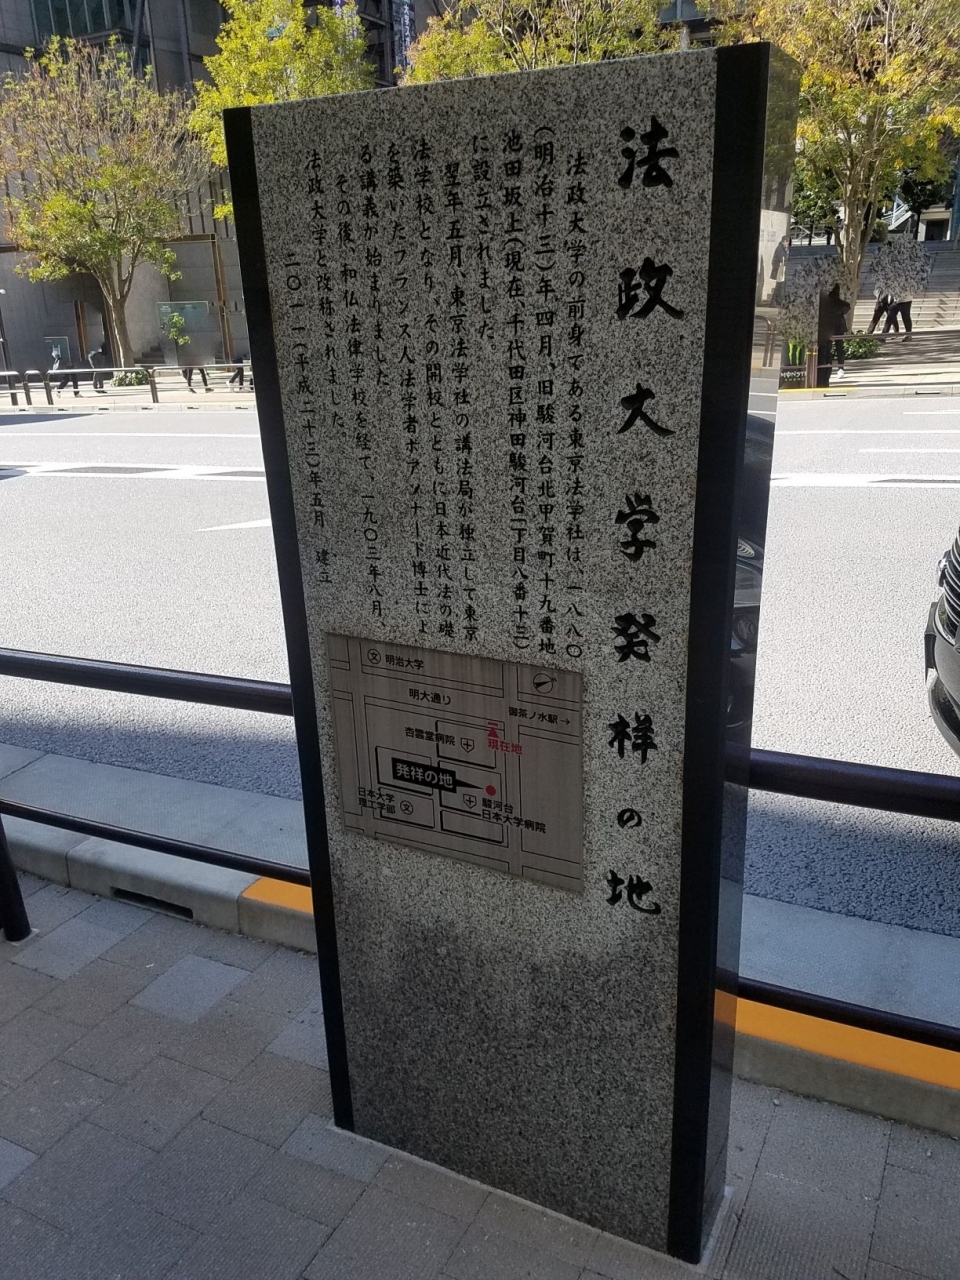 法政大学発祥の地
法政大学の前身である東京法学社は、一八八〇
(明治十三)年四月、旧駿河台北甲賀町十九番地
池田坂上(現在、千代田区神田駿河台一丁目八番十三)
に設立されました。
翌年五月、東京法学社の講法局が独立して東京
法学校となり、その開校とともに日本近代法の礎
を築いたフランス人法学者ボアソナード博士によ
る講義が始まりました。
その後、和仏法律学校を経て、一九〇三年八月、
法政大学と改称されました。
二〇一一(平成二十三)年五月 建立
文 明治大学
明大通り
御茶ノ水駅→
杏雲堂病院
現在地
発祥の地
日本大学
理工学部 文
駿河台
日本大学病院
MONSTER